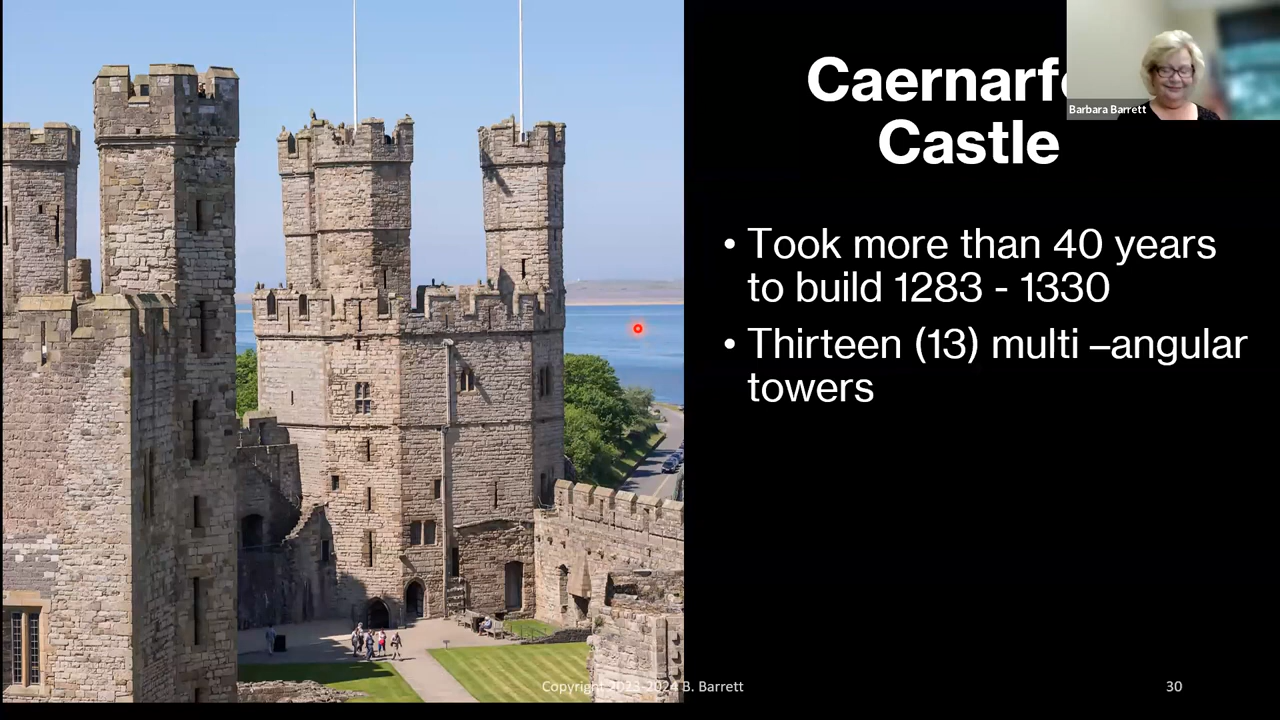 Caernarf
Castle
Barbara Barrett
• Took more than 40 years
to build 1283 - 1330
• Thirteen (13) multi –angular
towers
Copyright 2023-2024 B. Barrett
30